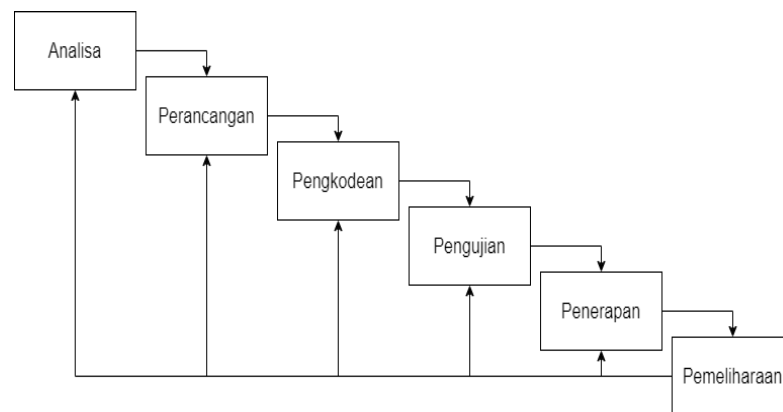 Analisa
Perancangan
Pengkodean
Pengujian
Penerapan
Pemeliharaan